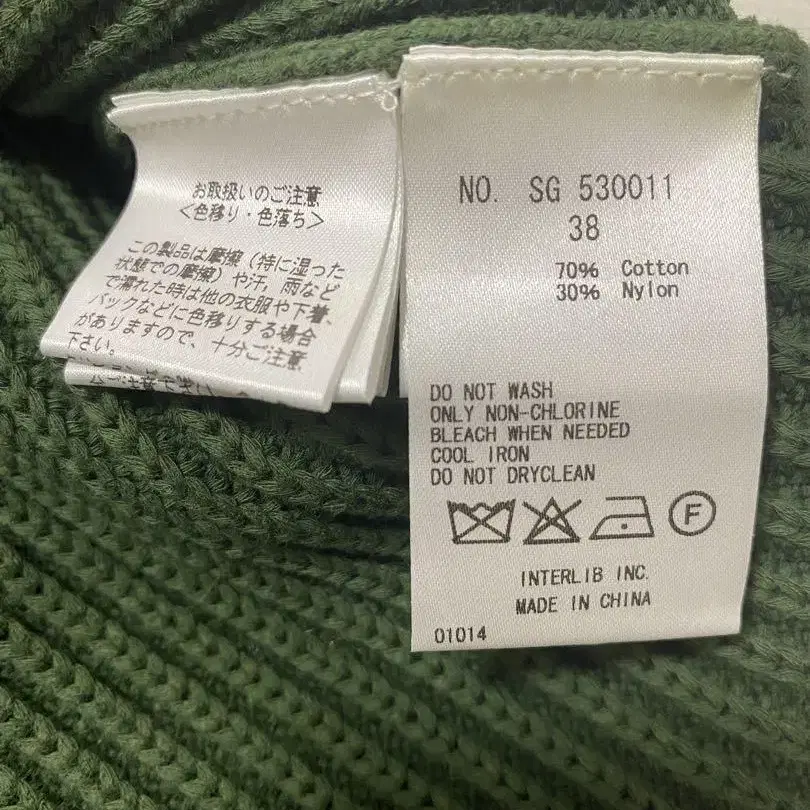 お取扱いのご注意
<色移り・色落ち>
この製品は摩擦（特に湿った
状態での摩擦）や汗，雨など
で濡れた時は他の衣服や下着、
バックなどに色移りする場合
がありますので、十分ご注意
下さい。
NO. SG 530011
38
70% Cotton
30% Nylon
DO NOT WASH
ONLY NON-CHLORINE
BLEACH WHEN NEEDED
COOL IRON
DO NOT DRYCLEAN
F
INTERLIB INC.
MADE IN CHINA
01014